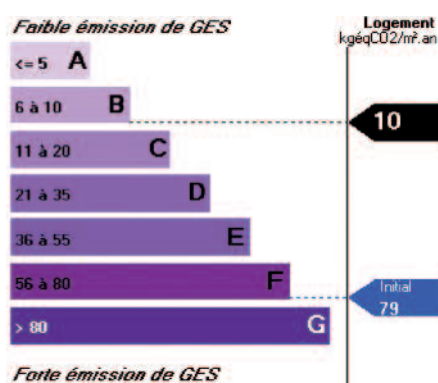 Faible émission de GES
Logement
kgéqCO2/m².an
<= 5 A
6 à 10 B
10
11 à 20 C
21 à 35 D
36 à 55 E
56 à 80 F
Initial
79
> 80 G
Forte émission de GES